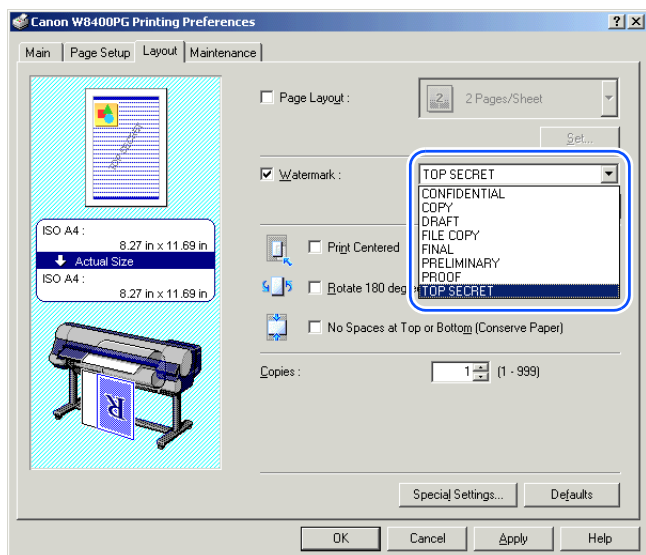 Canon W8400PG Printing Preferences
Main Page Setup Layout Maintenance
TOP SECRET
ISO A4 :
8.27 in x 11.69 in
Actual Size
ISO A4 :
8.27 in x 11.69 in
R
Page Layout :
2 2 Pages/Sheet
Set...
Watermark :
TOP SECRET
CONFIDENTIAL
COPY
DRAFT
FILE COPY
FINAL
PRELIMINARY
PROOF
TOP SECRET
Print Centered
Rotate 180 deg
No Spaces at Top or Bottom (Conserve Paper)
Copies :
1 (1 - 999)
Special Settings... Defaults
OK Cancel Apply Help